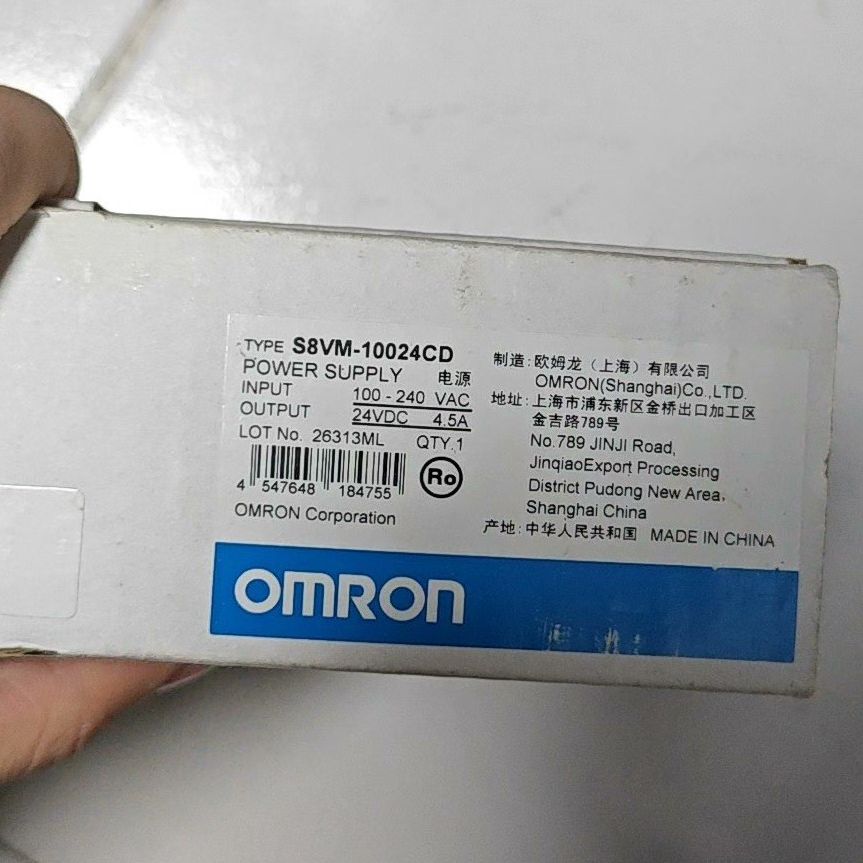 TYPE S8VM-10024CD
POWER SUPPLY 电源
INPUT 100 - 240 VAC
OUTPUT 24VDC 4.5A
LOT No. 26313ML QTY.1
4 547648 184755
Ro
OMRON Corporation
制造:欧姆龙（上海）有限公司
OMRON(Shanghai)Co.,LTD.
地址:上海市浦东新区金桥出口加工区
金吉路789号
No.789 JINJI Road,
JinqiaoExport Processing
District Pudong New Area,
Shanghai China
产地:中华人民共和国 MADE IN CHINA
OMRON